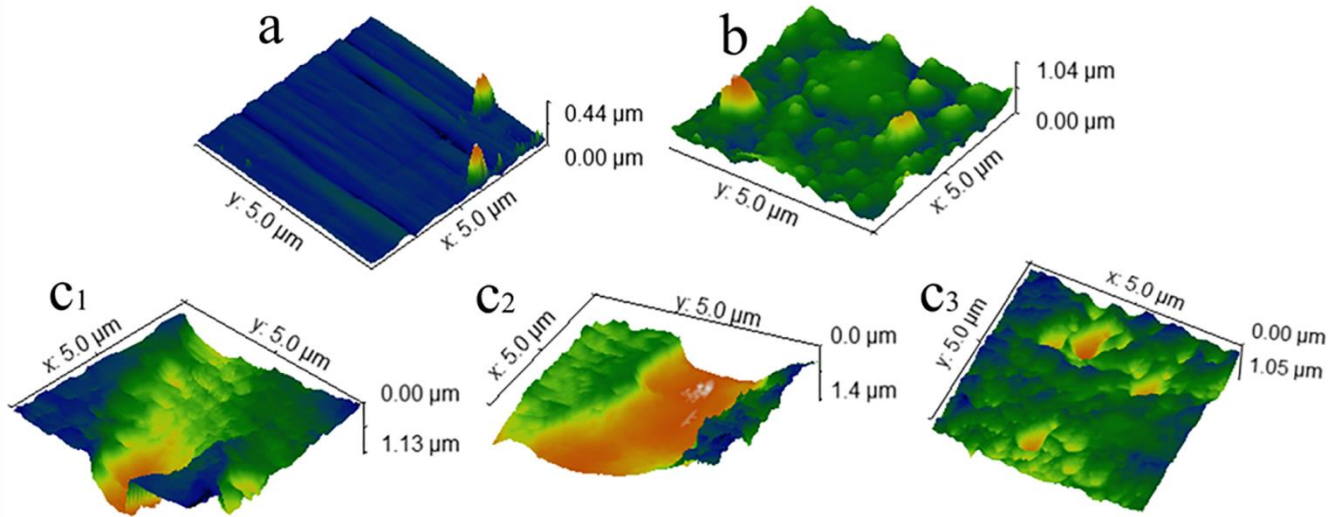 a
0.44 µm
0.00 µm
y: 5.0 µm
x: 5.0 µm
b
1.04 µm
0.00 µm
y: 5.0 µm
x: 5.0 µm
c1
x: 5.0 µm
y: 5.0 µm
0.00 µm
1.13 µm
c2
x: 5.0 µm
y: 5.0 µm
0.0 µm
1.4 µm
c3
y: 5.0 µm
x: 5.0 µm
0.00 µm
1.05 µm